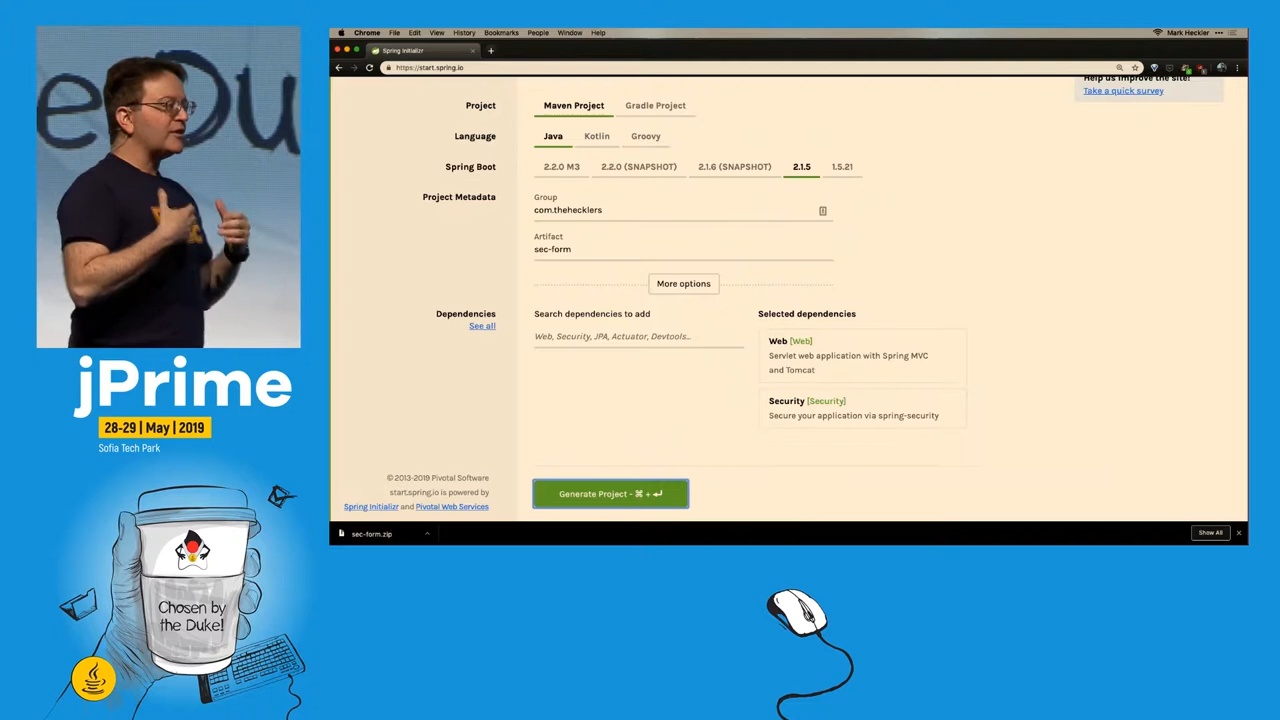 eDu
jPrime
28-29 | May | 2019
Sofia Tech Park
Chosen by
the Duke!
Chrome File Edit View History Bookmarks People Window Help
Mark Heckler
Spring Initializr
https://start.spring.io
Help us improve the site!
Take a quick survey
Project
Maven Project Gradle Project
Language
Java Kotlin Groovy
Spring Boot
2.2.0 M3 2.2.0 (SNAPSHOT) 2.1.6 (SNAPSHOT) 2.1.5 1.5.21
Project Metadata
Group
com.thehecklers
Artifact
sec-form
More options
Dependencies
See all
Search dependencies to add
Web, Security, JPA, Actuator, Devtools...
Selected dependencies
Web [Web]
Servlet web application with Spring MVC
and Tomcat
Security [Security]
Secure your application via spring-security
© 2013-2019 Pivotal Software
start.spring.io is powered by
Spring Initializr and Pivotal Web Services
Generate Project - ⌘ + ↵
sec-form.zip
Show All